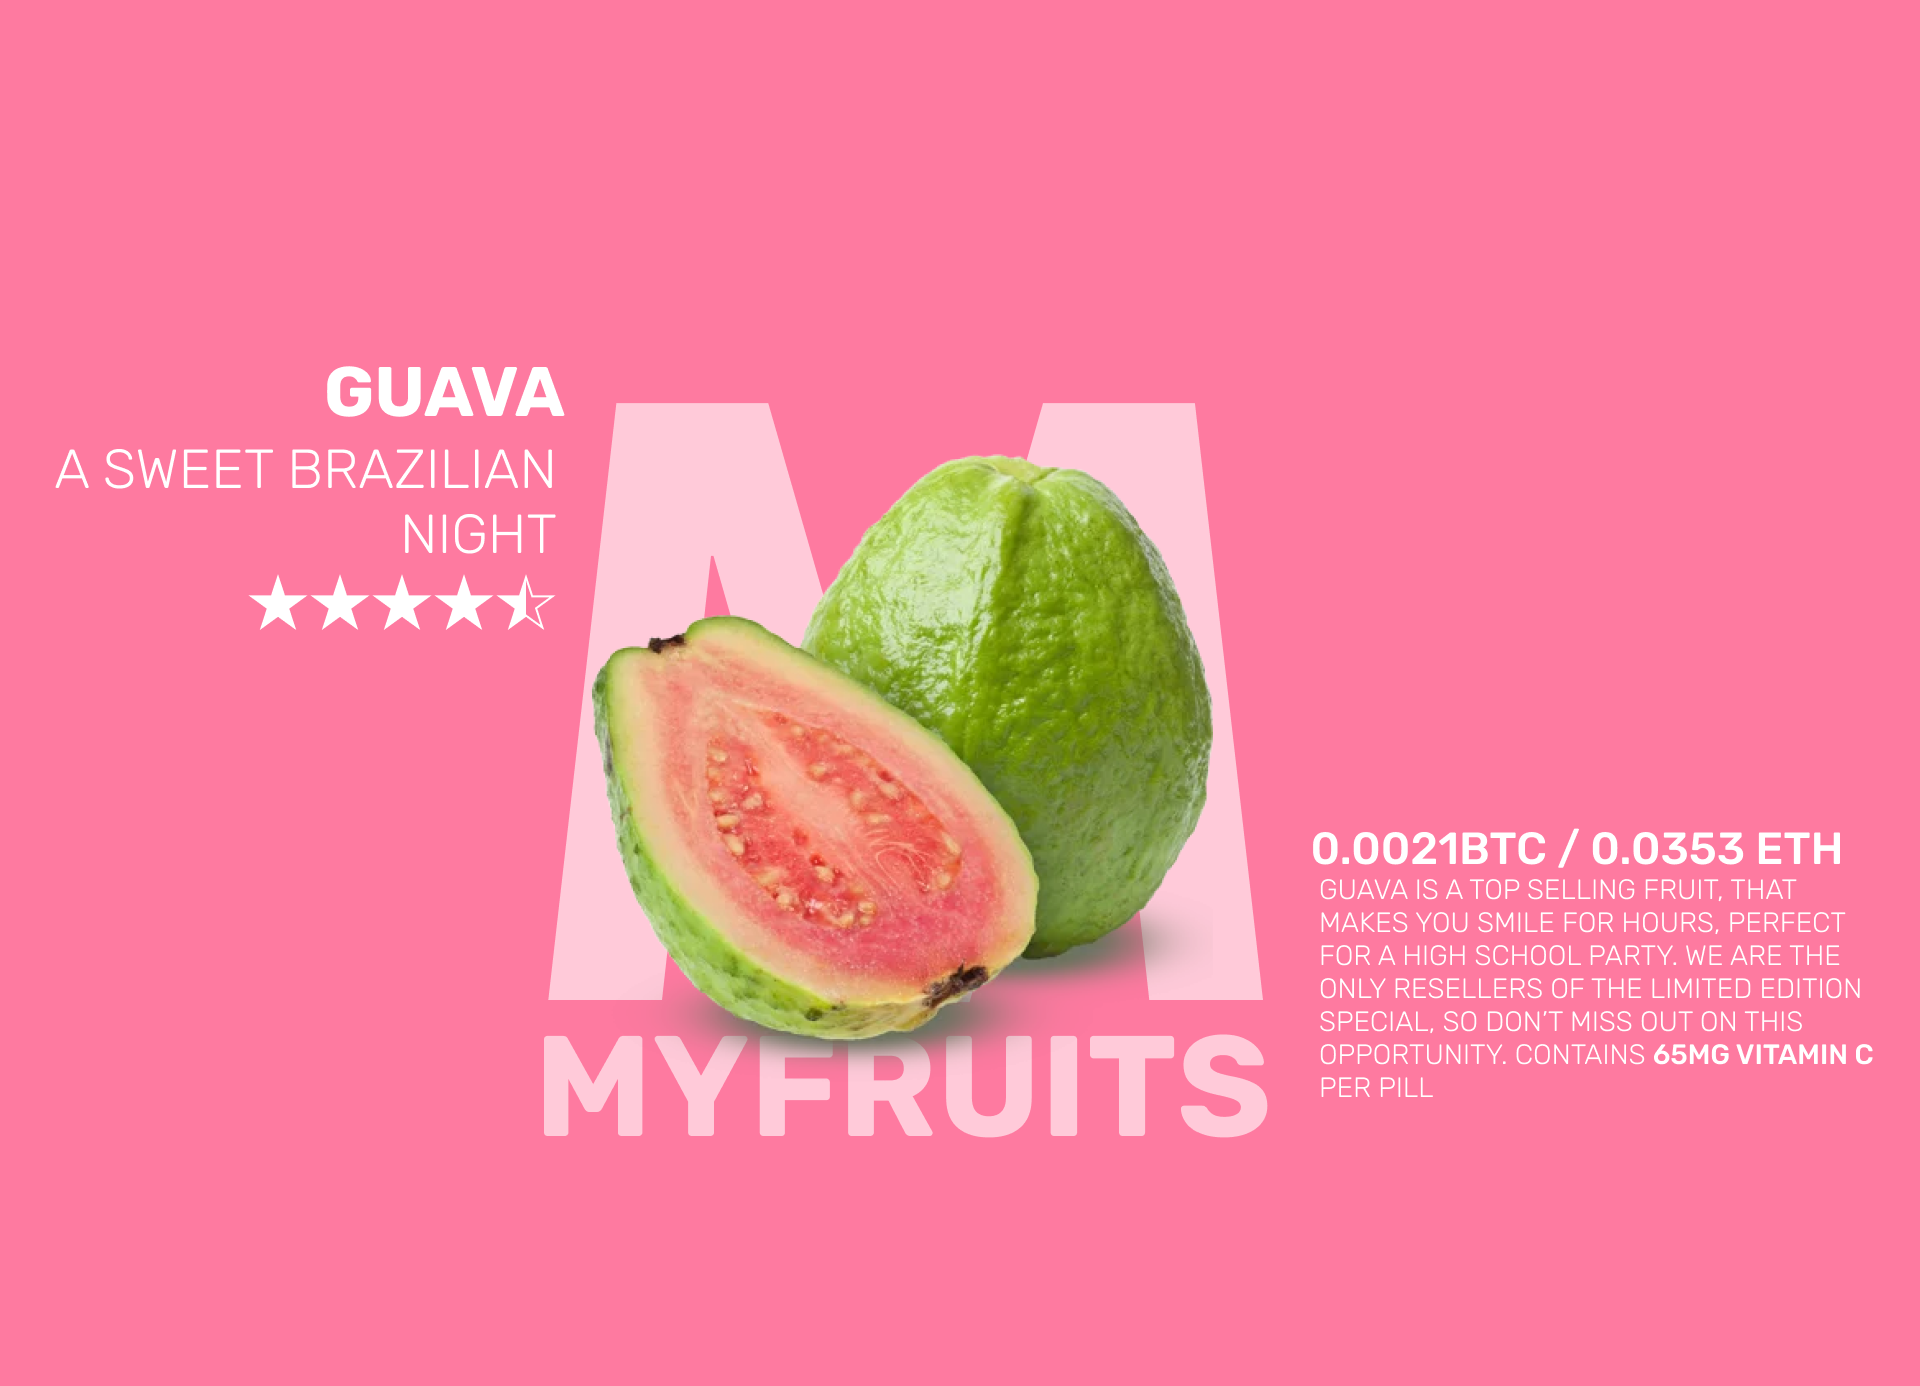 GUAVA
A SWEET BRAZILIAN
NIGHT
M
MYFRUITS
0.0021BTC / 0.0353 ETH
GUAVA IS A TOP SELLING FRUIT, THAT
MAKES YOU SMILE FOR HOURS, PERFECT
FOR A HIGH SCHOOL PARTY. WE ARE THE
ONLY RESELLERS OF THE LIMITED EDITION
SPECIAL, SO DON'T MISS OUT ON THIS
OPPORTUNITY. CONTAINS 65MG VITAMIN C
PER PILL